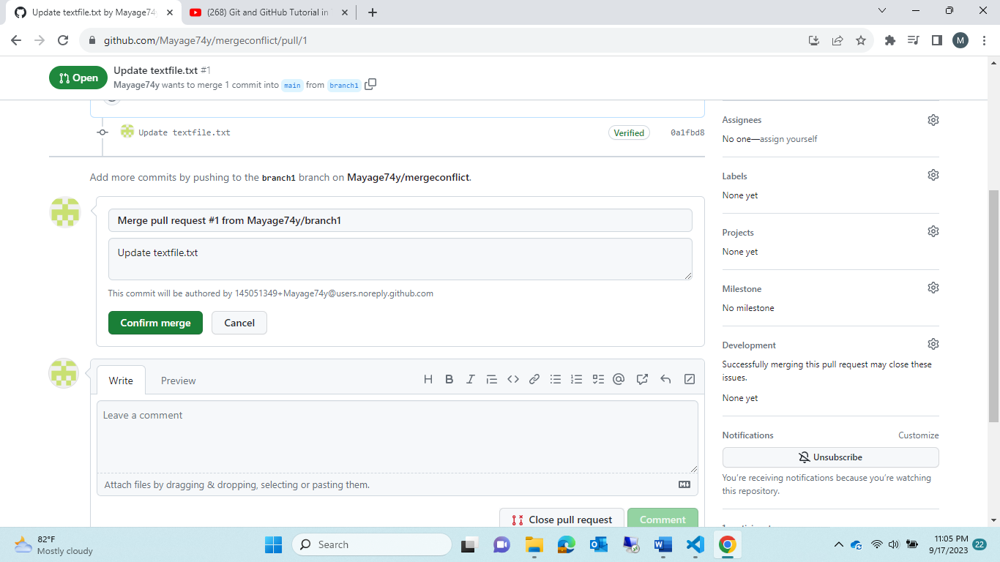 Update textfile.txt by Mayage74y
(268) Git and GitHub Tutorial in
github.com/Mayage74y/mergeconflict/pull/1
M
Open
Update textfile.txt #1
Mayage74y wants to merge 1 commit into main from branch1
Update textfile.txt
Verified
0a1fbd8
Add more commits by pushing to the branch1 branch on Mayage74y/mergeconflict.
Merge pull request #1 from Mayage74y/branch1
Update textfile.txt
This commit will be authored by 145051349+Mayage74y@users.noreply.github.com
Confirm merge
Cancel
Write
Preview
Leave a comment
Attach files by dragging & dropping, selecting or pasting them.
Close pull request
Comment
Assignees
No one—assign yourself
Labels
None yet
Projects
None yet
Milestone
No milestone
Development
Successfully merging this pull request may close these
issues.
None yet
Notifications
Customize
Unsubscribe
You're receiving notifications because you're watching
this repository.
82°F
Mostly cloudy
Search
11:05 PM
9/17/2023
22